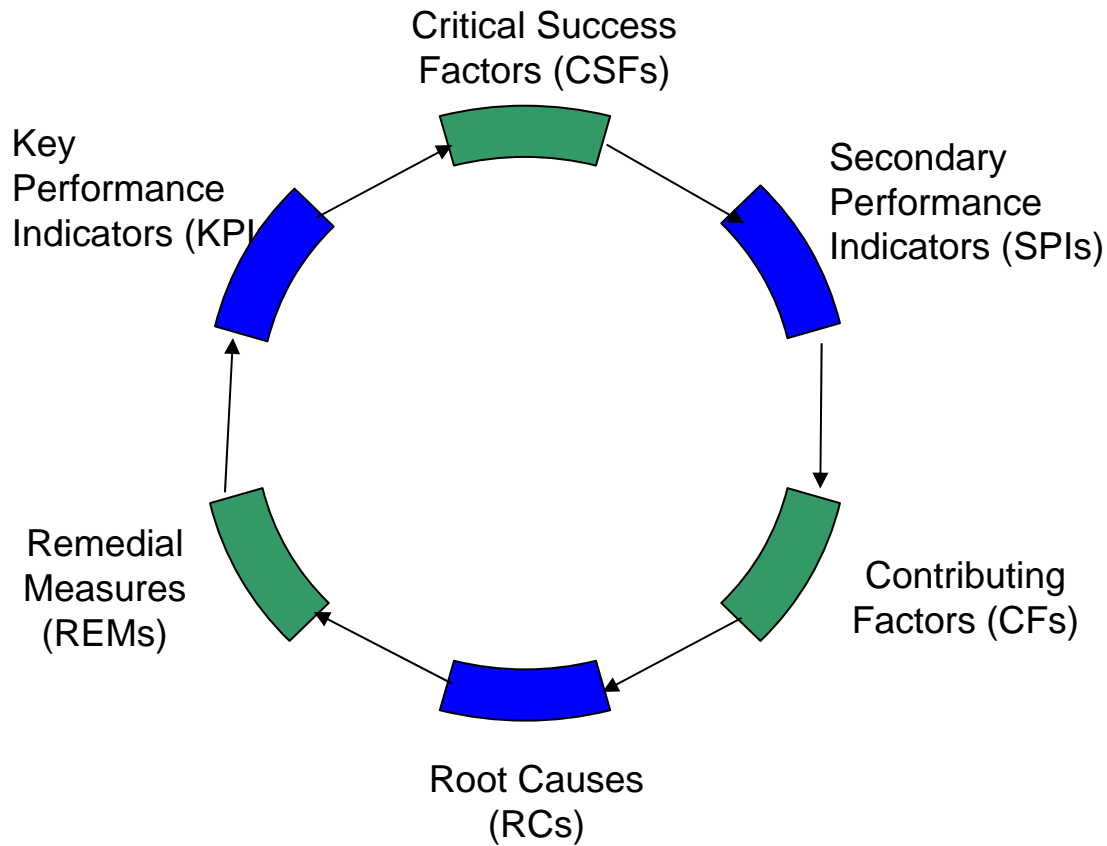 Critical Success
Factors (CSFs)
Key
Performance
Indicators (KPI
Secondary
Performance
Indicators (SPIs)
Contributing
Factors (CFs)
Root Causes
(RCs)
Remedial
Measures
(REMs)